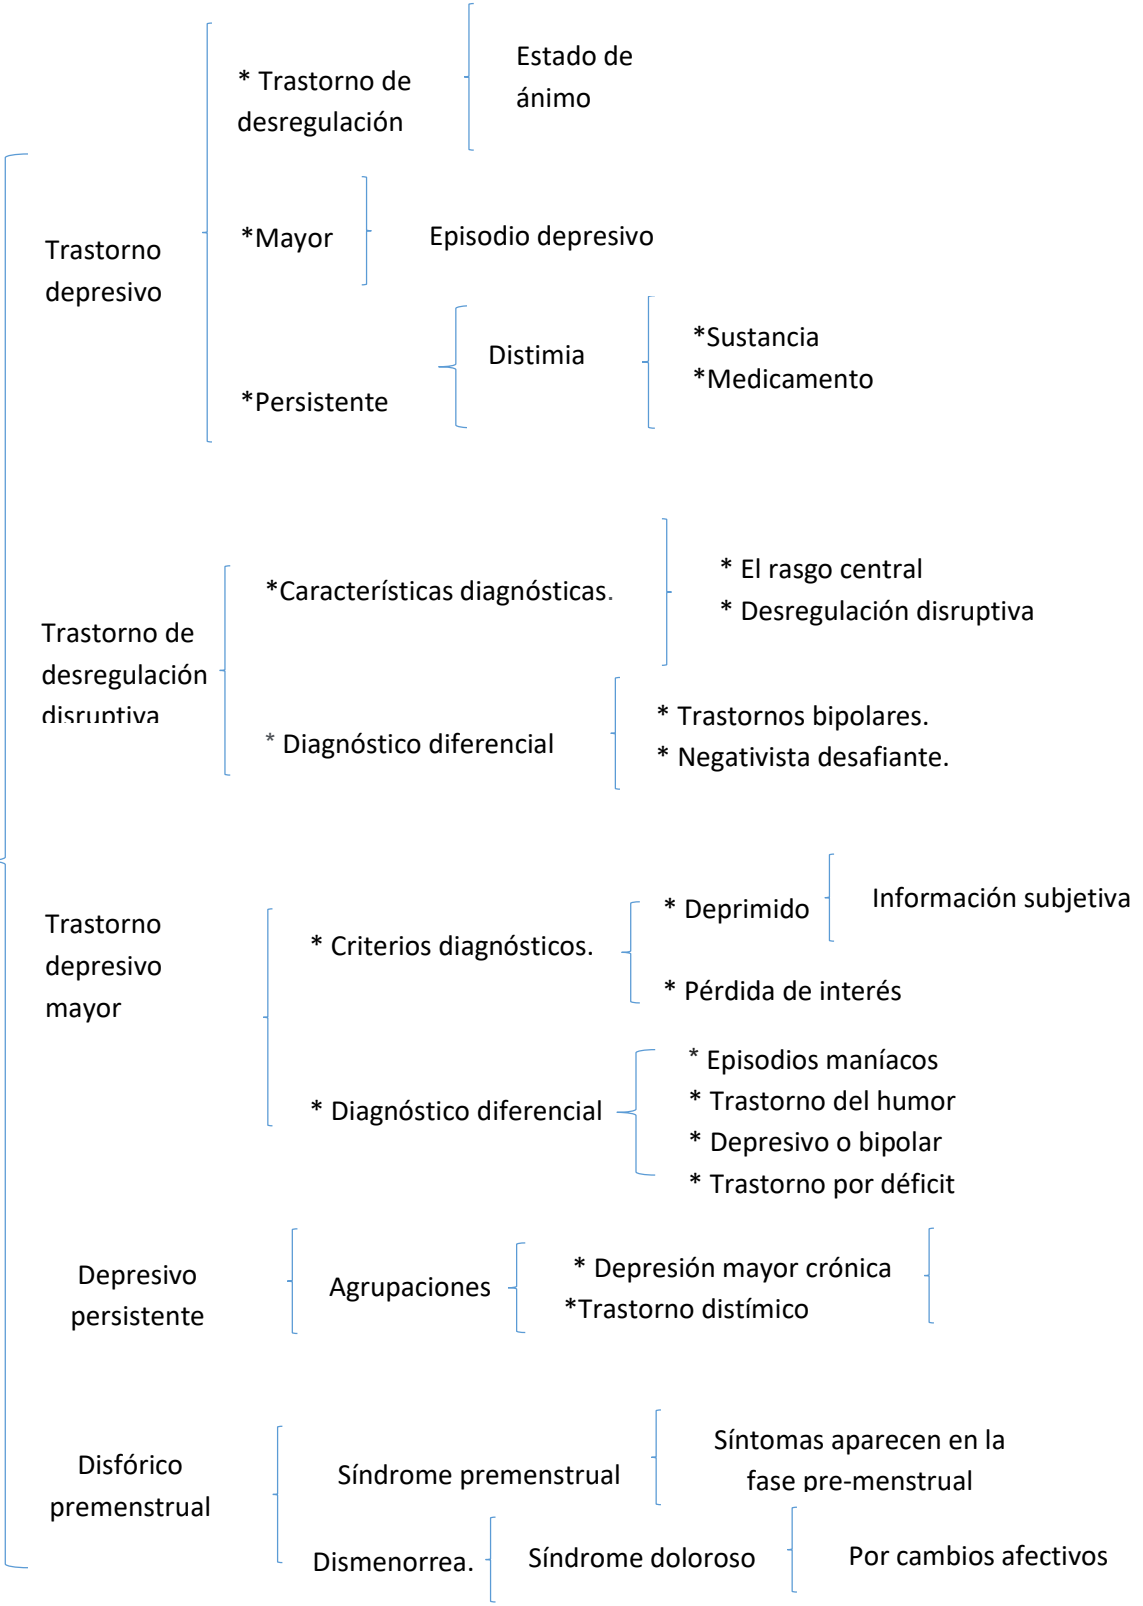 * Trastorno de
desregulación
Estado de
ánimo
Trastorno
depresivo
*Mayor
Episodio depresivo
*Persistente
Distimia
*Sustancia
*Medicamento
Trastorno de
desregulación
disruptiva
*Características diagnósticas.
* El rasgo central
* Desregulación disruptiva
* Diagnóstico diferencial
* Trastornos bipolares.
* Negativista desafiante.
Trastorno
depresivo
mayor
* Criterios diagnósticos.
* Deprimido
Información subjetiva
* Pérdida de interés
* Diagnóstico diferencial
* Episodios maníacos
* Trastorno del humor
* Depresivo o bipolar
* Trastorno por déficit
Depresivo
persistente
Agrupaciones
* Depresión mayor crónica
*Trastorno distímico
Disfórico
premenstrual
Síndrome premenstrual
Síntomas aparecen en la
fase pre-menstrual
Dismenorrea.
Síndrome doloroso
Por cambios afectivos